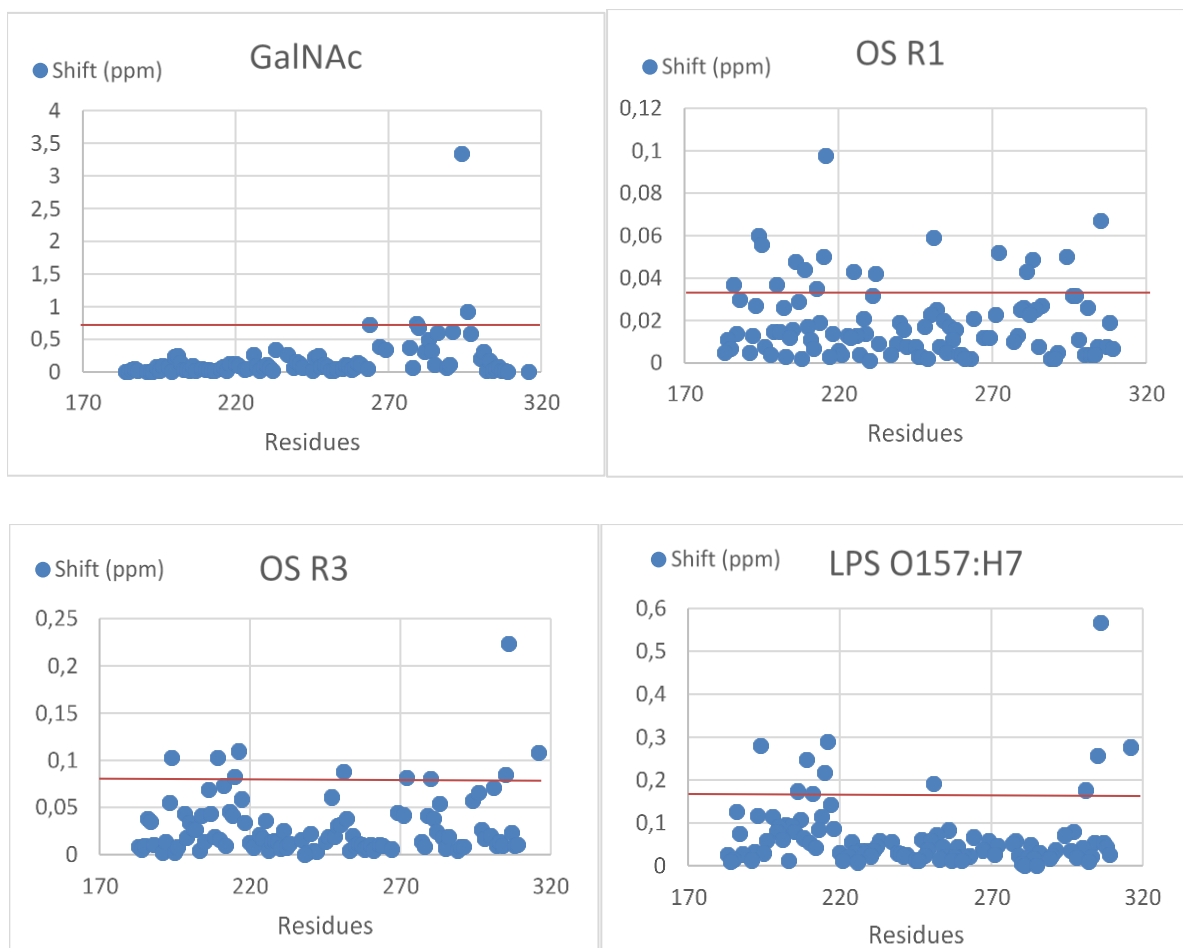 GalNAc
Shift (ppm)
4
3,5
3
2,5
2
1,5
1
0,5
0
170 220 270 320
Residues
OS R1
Shift (ppm)
0,12
0,1
0,08
0,06
0,04
0,02
0
170 220 270 320
Residues
OS R3
Shift (ppm)
0,25
0,2
0,15
0,1
0,05
0
170 220 270 320
Residues
LPS O157:H7
Shift (ppm)
0,6
0,5
0,4
0,3
0,2
0,1
0
170 220 270 320
Residues